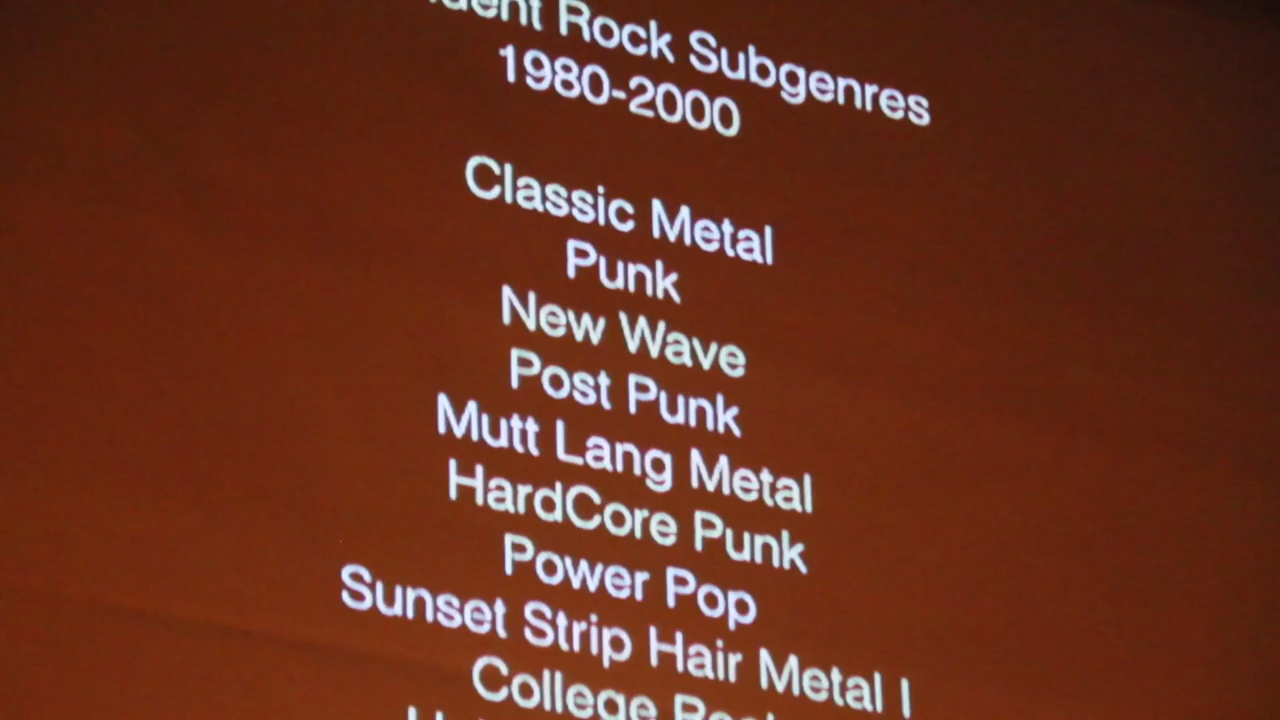 Rock Subgenres
1980-2000
Classic Metal
Punk
New Wave
Post Punk
Mutt Lang Metal
HardCore Punk
Power Pop
Sunset Strip Hair Metal I
College